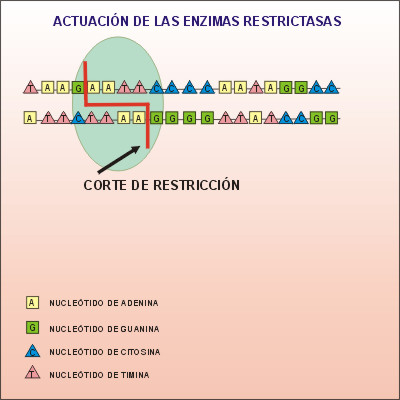 ACTUACIÓN DE LAS ENZIMAS RESTRICTASAS
T A A G A A T T C C C C A A T A G G C C
A T T C T T A A G G G G T T A T C C G G
CORTE DE RESTRICCIÓN
A NUCLEÓTIDO DE ADENINA
G NUCLEÓTIDO DE GUANINA
C NUCLEÓTIDO DE CITOSINA
T NUCLEÓTIDO DE TIMINA